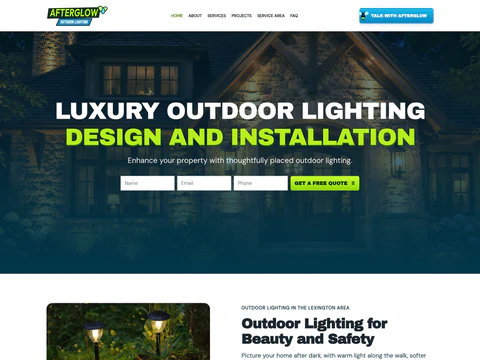 AFTERGLOW
OUTDOOR LIGHTING
HOME ABOUT SERVICES PROJECTS SERVICE AREA FAQ
TALK WITH AFTERGLOW
LUXURY OUTDOOR LIGHTING
DESIGN AND INSTALLATION
Enhance your property with thoughtfully placed outdoor lighting.
Name Email Phone GET A FREE QUOTE
OUTDOOR LIGHTING IN THE LEXINGTON AREA
Outdoor Lighting for
Beauty and Safety
Picture your home after dark, with warm light along the walk, softer